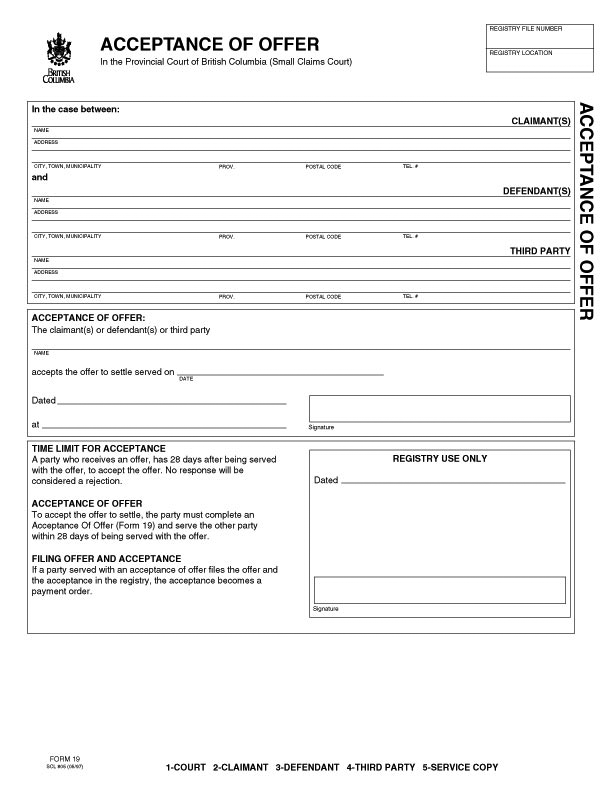 REGISTRY FILE NUMBER
REGISTRY LOCATION
BRITISH
COLUMBIA
ACCEPTANCE OF OFFER
In the Provincial Court of British Columbia (Small Claims Court)
ACCEPTANCE OF OFFER
In the case between:
CLAIMANT(S)
NAME
ADDRESS
CITY, TOWN, MUNICIPALITY PROV. POSTAL CODE TEL. #
and
DEFENDANT(S)
NAME
ADDRESS
CITY, TOWN, MUNICIPALITY PROV. POSTAL CODE TEL. #
THIRD PARTY
NAME
ADDRESS
CITY, TOWN, MUNICIPALITY PROV. POSTAL CODE TEL. #
ACCEPTANCE OF OFFER:
The claimant(s) or defendant(s) or third party
NAME
accepts the offer to settle served on
DATE
Dated
at
Signature
TIME LIMIT FOR ACCEPTANCE
A party who receives an offer, has 28 days after being served
with the offer, to accept the offer. No response will be
considered a rejection.
ACCEPTANCE OF OFFER
To accept the offer to settle, the party must complete an
Acceptance Of Offer (Form 19) and serve the other party
within 28 days of being served with the offer.
FILING OFFER AND ACCEPTANCE
If a party served with an acceptance of offer files the offer and
the acceptance in the registry, the acceptance becomes a
payment order.
REGISTRY USE ONLY
Dated
Signature
FORM 19
1-COURT 2-CLAIMANT 3-DEFENDANT 4-THIRD PARTY 5-SERVICE COPY